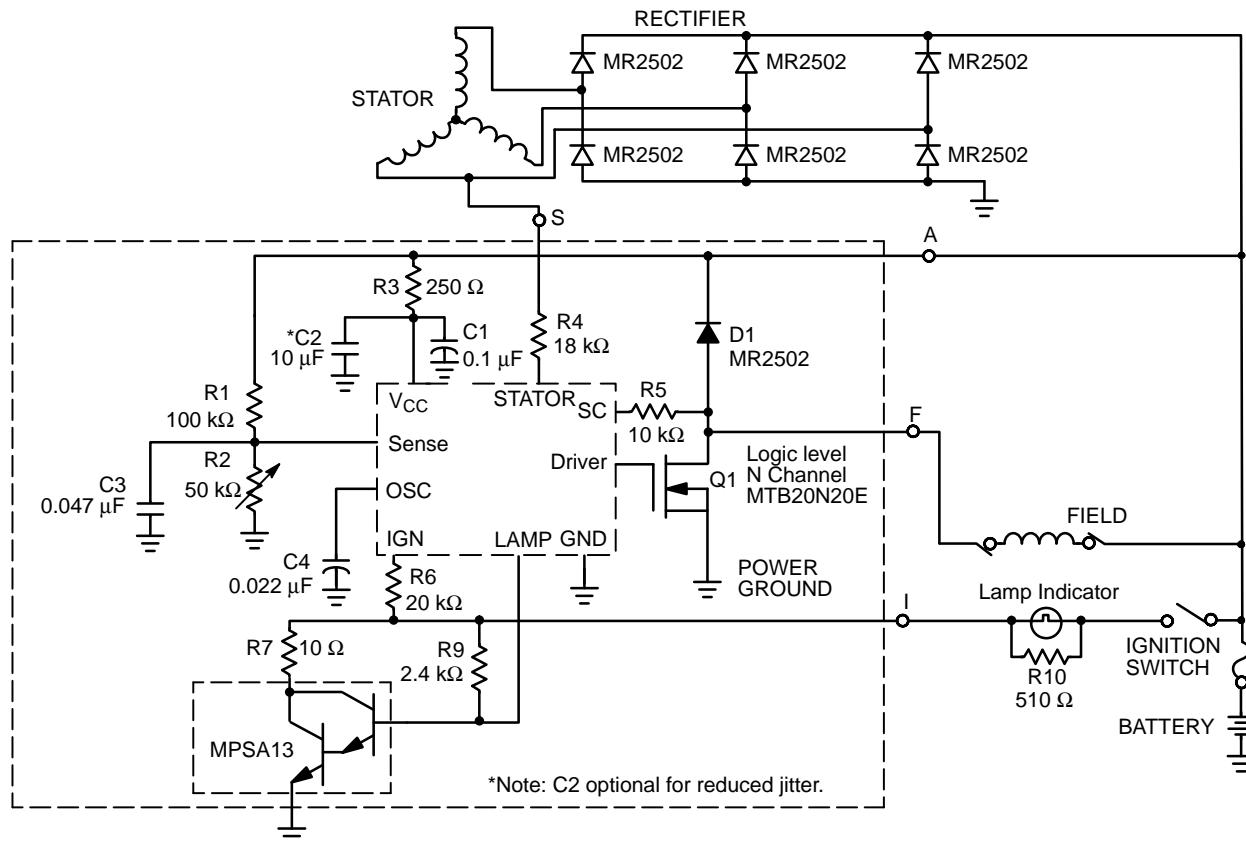 RECTIFIER
MR2502
MR2502
MR2502
STATOR
MR2502
MR2502
MR2502
S
A
R3
250 Ω
*C2
10 μF
C1
0.1 μF
R4
18 kΩ
D1
MR2502
R1
100 kΩ
VCC
STATOR
SC
R5
10 kΩ
F
Sense
R2
50 kΩ
Driver
Logic level
N Channel
MTB20N20E
Q1
C3
0.047 μF
OSC
FIELD
IGN
LAMP
GND
C4
0.022 μF
R6
20 kΩ
POWER
GROUND
Lamp Indicator
I
R7
10 Ω
R9
2.4 kΩ
IGNITION
SWITCH
R10
510 Ω
BATTERY
MPSA13
*Note: C2 optional for reduced jitter.